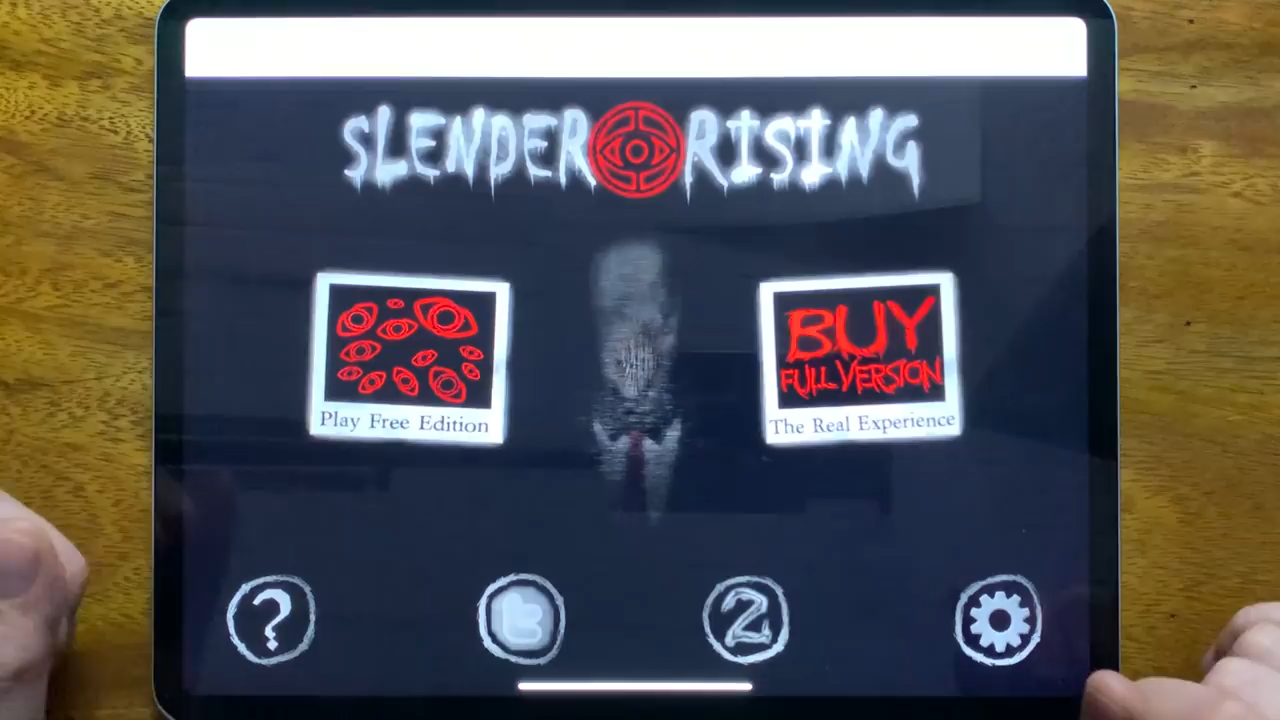 SLENDER RISING
BUY
FULL VERSION
Play Free Edition
The Real Experience
?
t
2